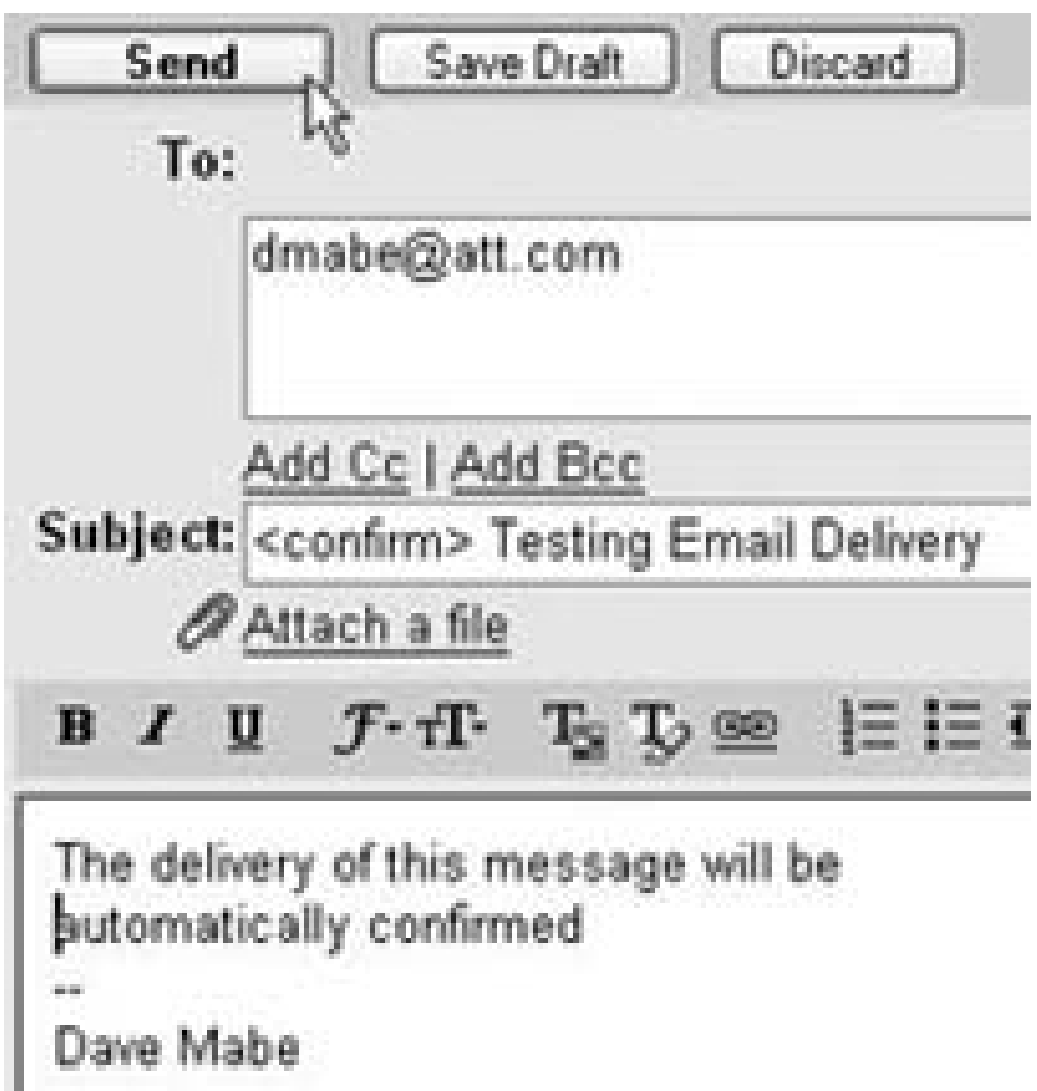 Send Save Draft Discard
To:
dmabe@att.com
Add Cc | Add Bcc
Subject: <confirm> Testing Email Delivery
Attach a file
B I U F TT T T
The delivery of this message will be
automatically confirmed
--
Dave Mabe